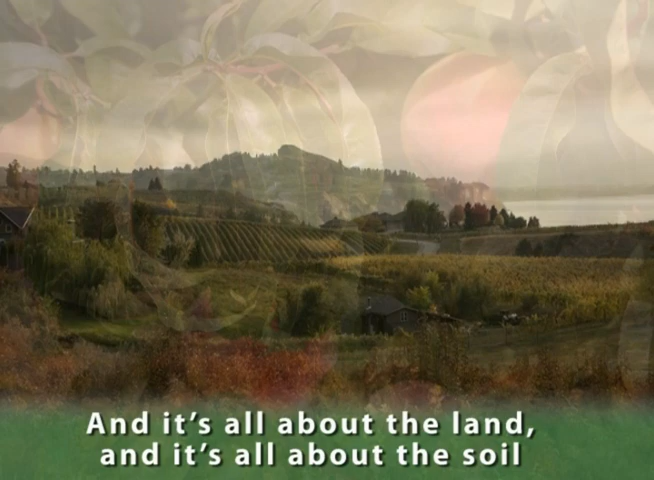 And it's all about the land,
and it's all about the soil